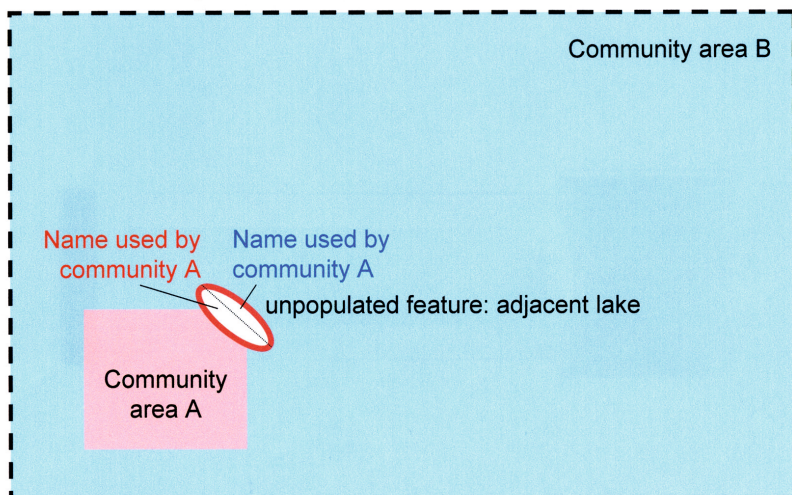 Community area B
Name used by
community A
Name used by
community A
unpopulated feature: adjacent lake
Community
area A